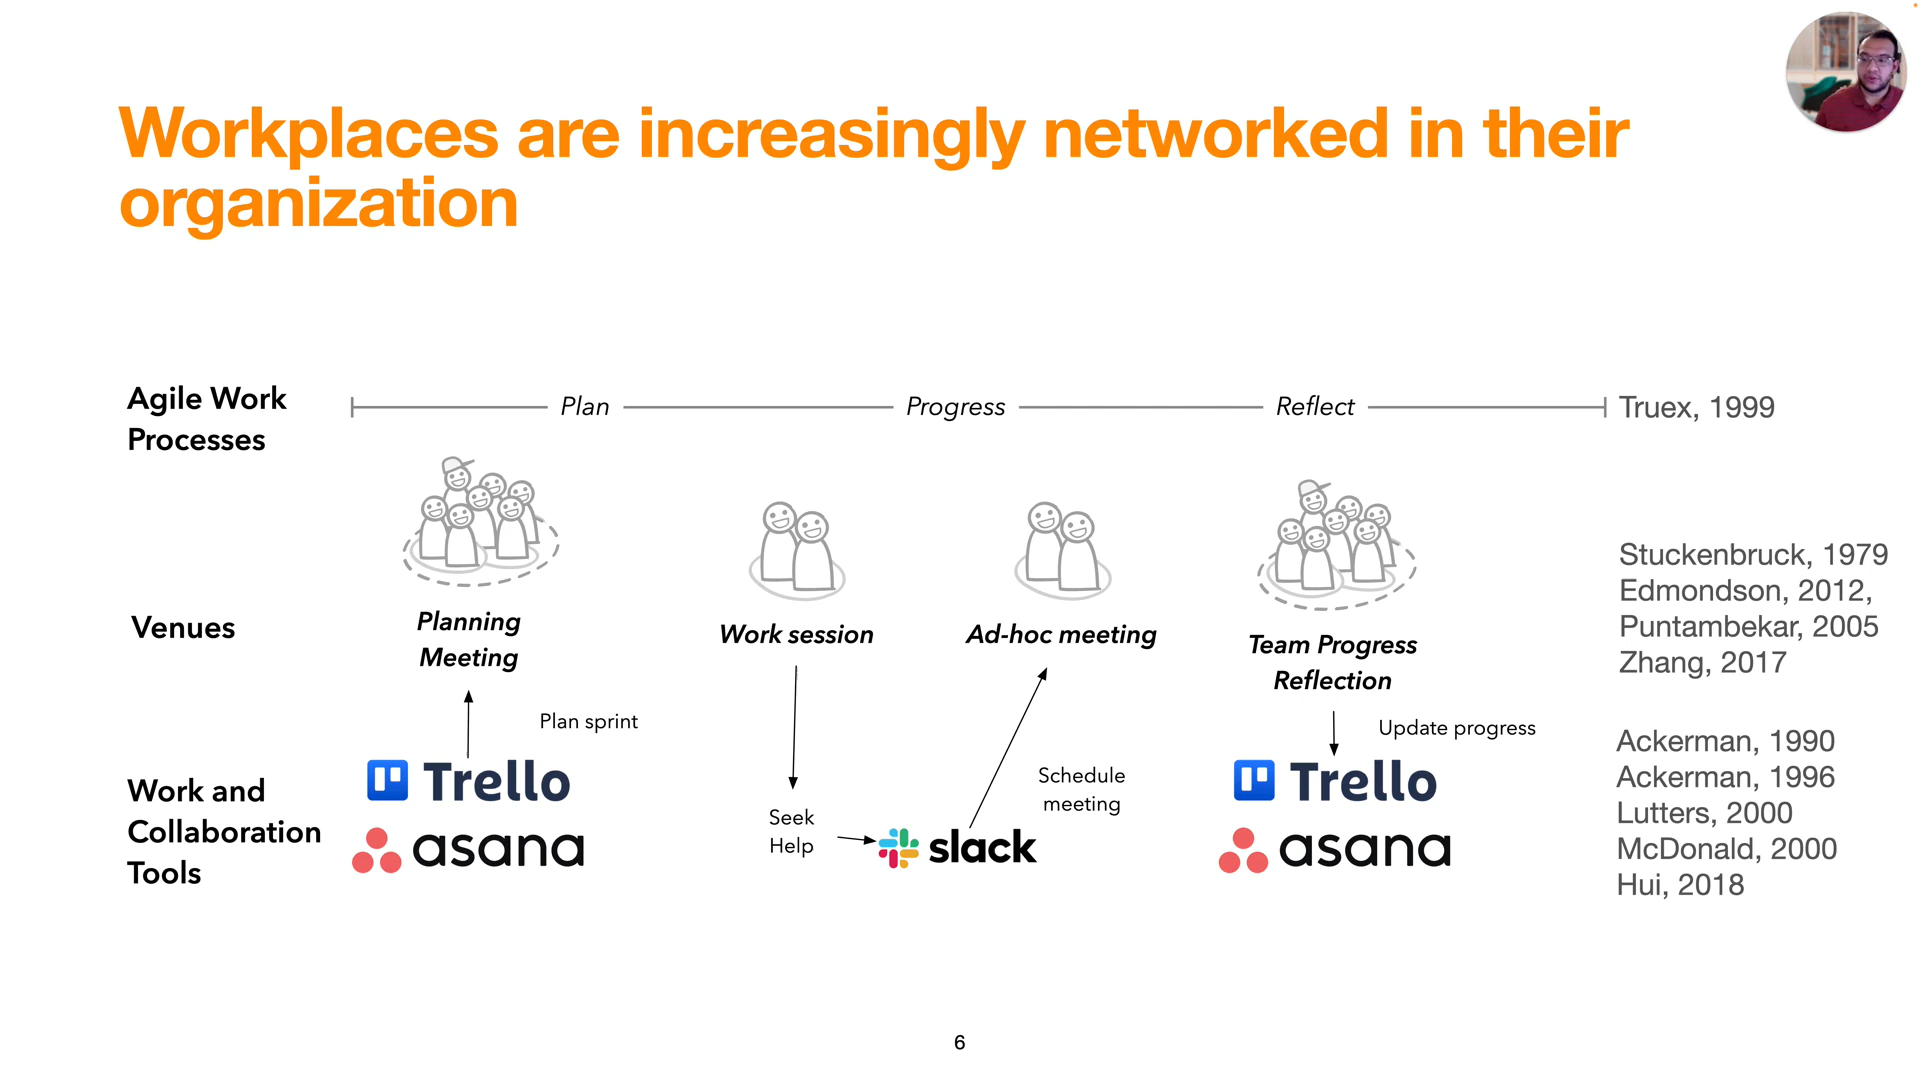 Workplaces are increasingly networked in their
organization
Agile Work
Processes
Plan
Progress
Reflect
Truex, 1999
Venues
Planning
Meeting
Work session
Ad-hoc meeting
Team Progress
Reflection
Stuckenbruck, 1979
Edmondson, 2012,
Puntambekar, 2005
Zhang, 2017
Plan sprint
Seek
Help
Schedule
meeting
Update progress
Work and
Collaboration
Tools
Trello
asana
slack
Trello
asana
Ackerman, 1990
Ackerman, 1996
Lutters, 2000
McDonald, 2000
Hui, 2018
6